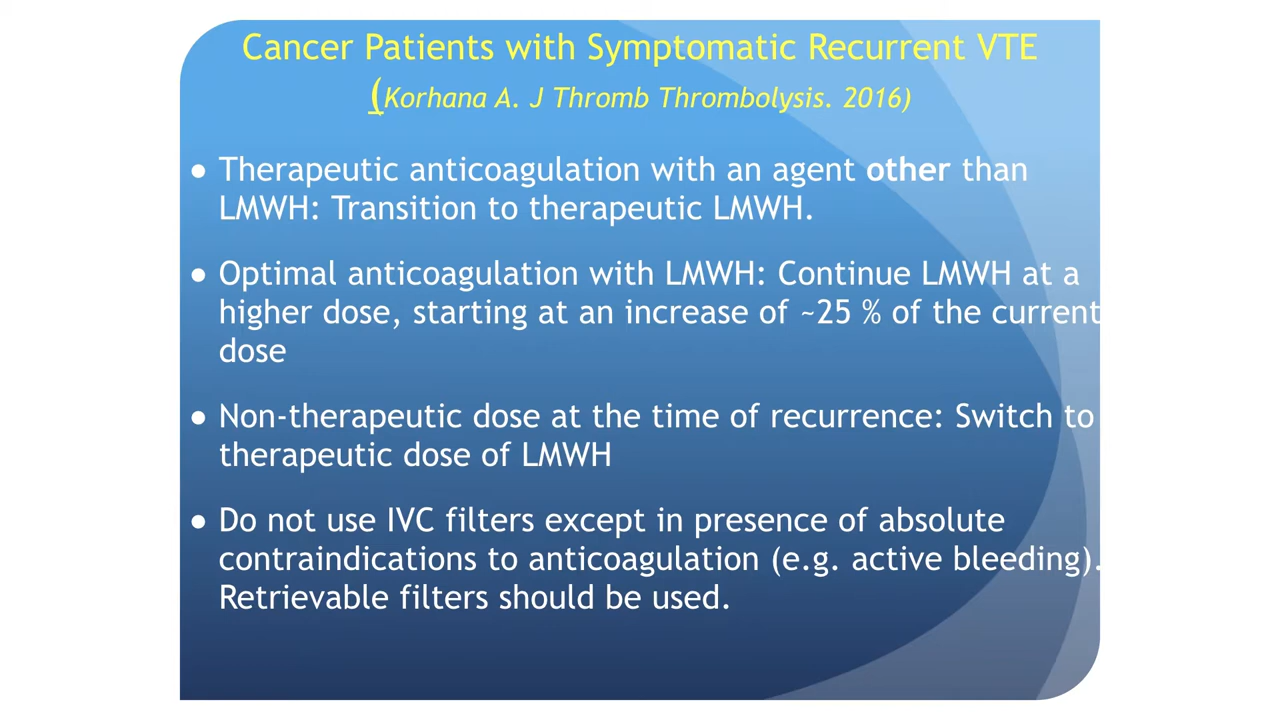 Cancer Patients with Symptomatic Recurrent VTE
(Korhana A. J Thromb Thrombolysis. 2016)
● Therapeutic anticoagulation with an agent other than
LMWH: Transition to therapeutic LMWH.
● Optimal anticoagulation with LMWH: Continue LMWH at a
higher dose, starting at an increase of ~25 % of the current
dose
● Non-therapeutic dose at the time of recurrence: Switch to
therapeutic dose of LMWH
● Do not use IVC filters except in presence of absolute
contraindications to anticoagulation (e.g. active bleeding).
Retrievable filters should be used.